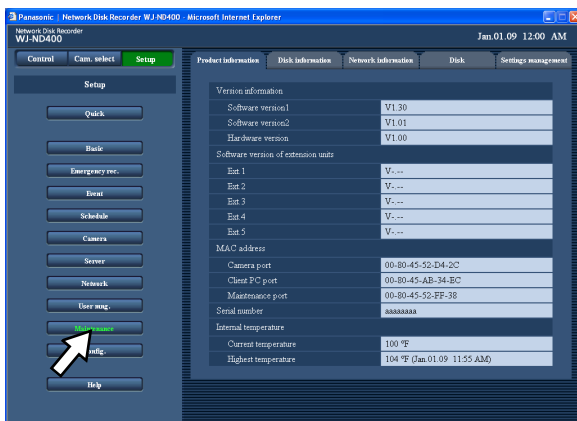 Panasonic | Network Disk Recorder WJ-ND400 - Microsoft Internet Explorer
Network Disk Recorder
WJ-ND400
Jan.01.09 12:00 AM
Control Cam. select Setup
Product information Disk information Network information Disk Settings management
Setup
Quick
Basic
Emergency rec.
Event
Schedule
Camera
Server
Network
User mng.
Maintenance
Help
Version information
Software version1 V1.30
Software version2 V1.01
Hardware version V1.00
Software version of extension units
Ext.1 V-.--
Ext.2 V-.--
Ext.3 V-.--
Ext.4 V-.--
Ext.5 V-.--
MAC address
Camera port 00-80-45-52-D4-2C
Client PC port 00-80-45-AB-34-EC
Maintenance port 00-80-45-52-FF-38
Serial number aaaaaaaa
Internal temperature
Current temperature 100 °F
Highest temperature 104 °F (Jan.01.09 11:55 AM)